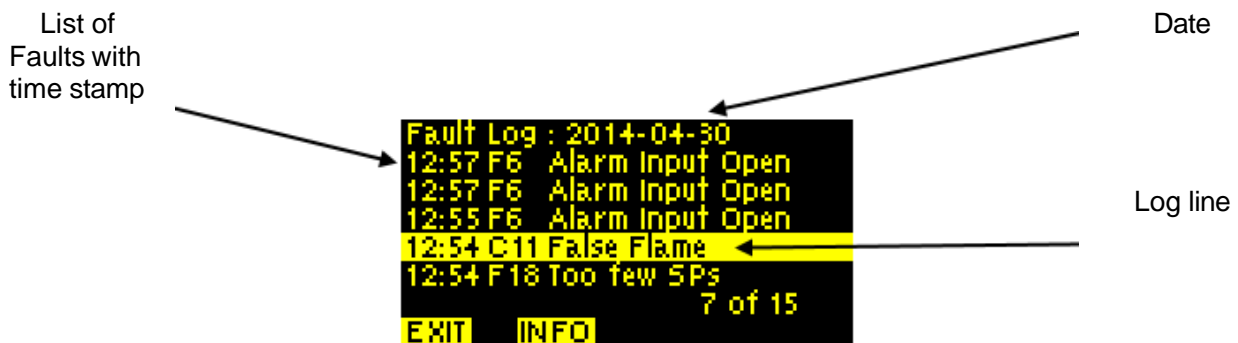 List of
Faults with
time stamp
Date
Fault Log : 2014-04-30
12:57 F6 Alarm Input Open
12:57 F6 Alarm Input Open
12:55 F6 Alarm Input Open
12:54 C11 False Flame
12:54 F18 Too few SPs
7 of 15
EXIT INFO
Log line